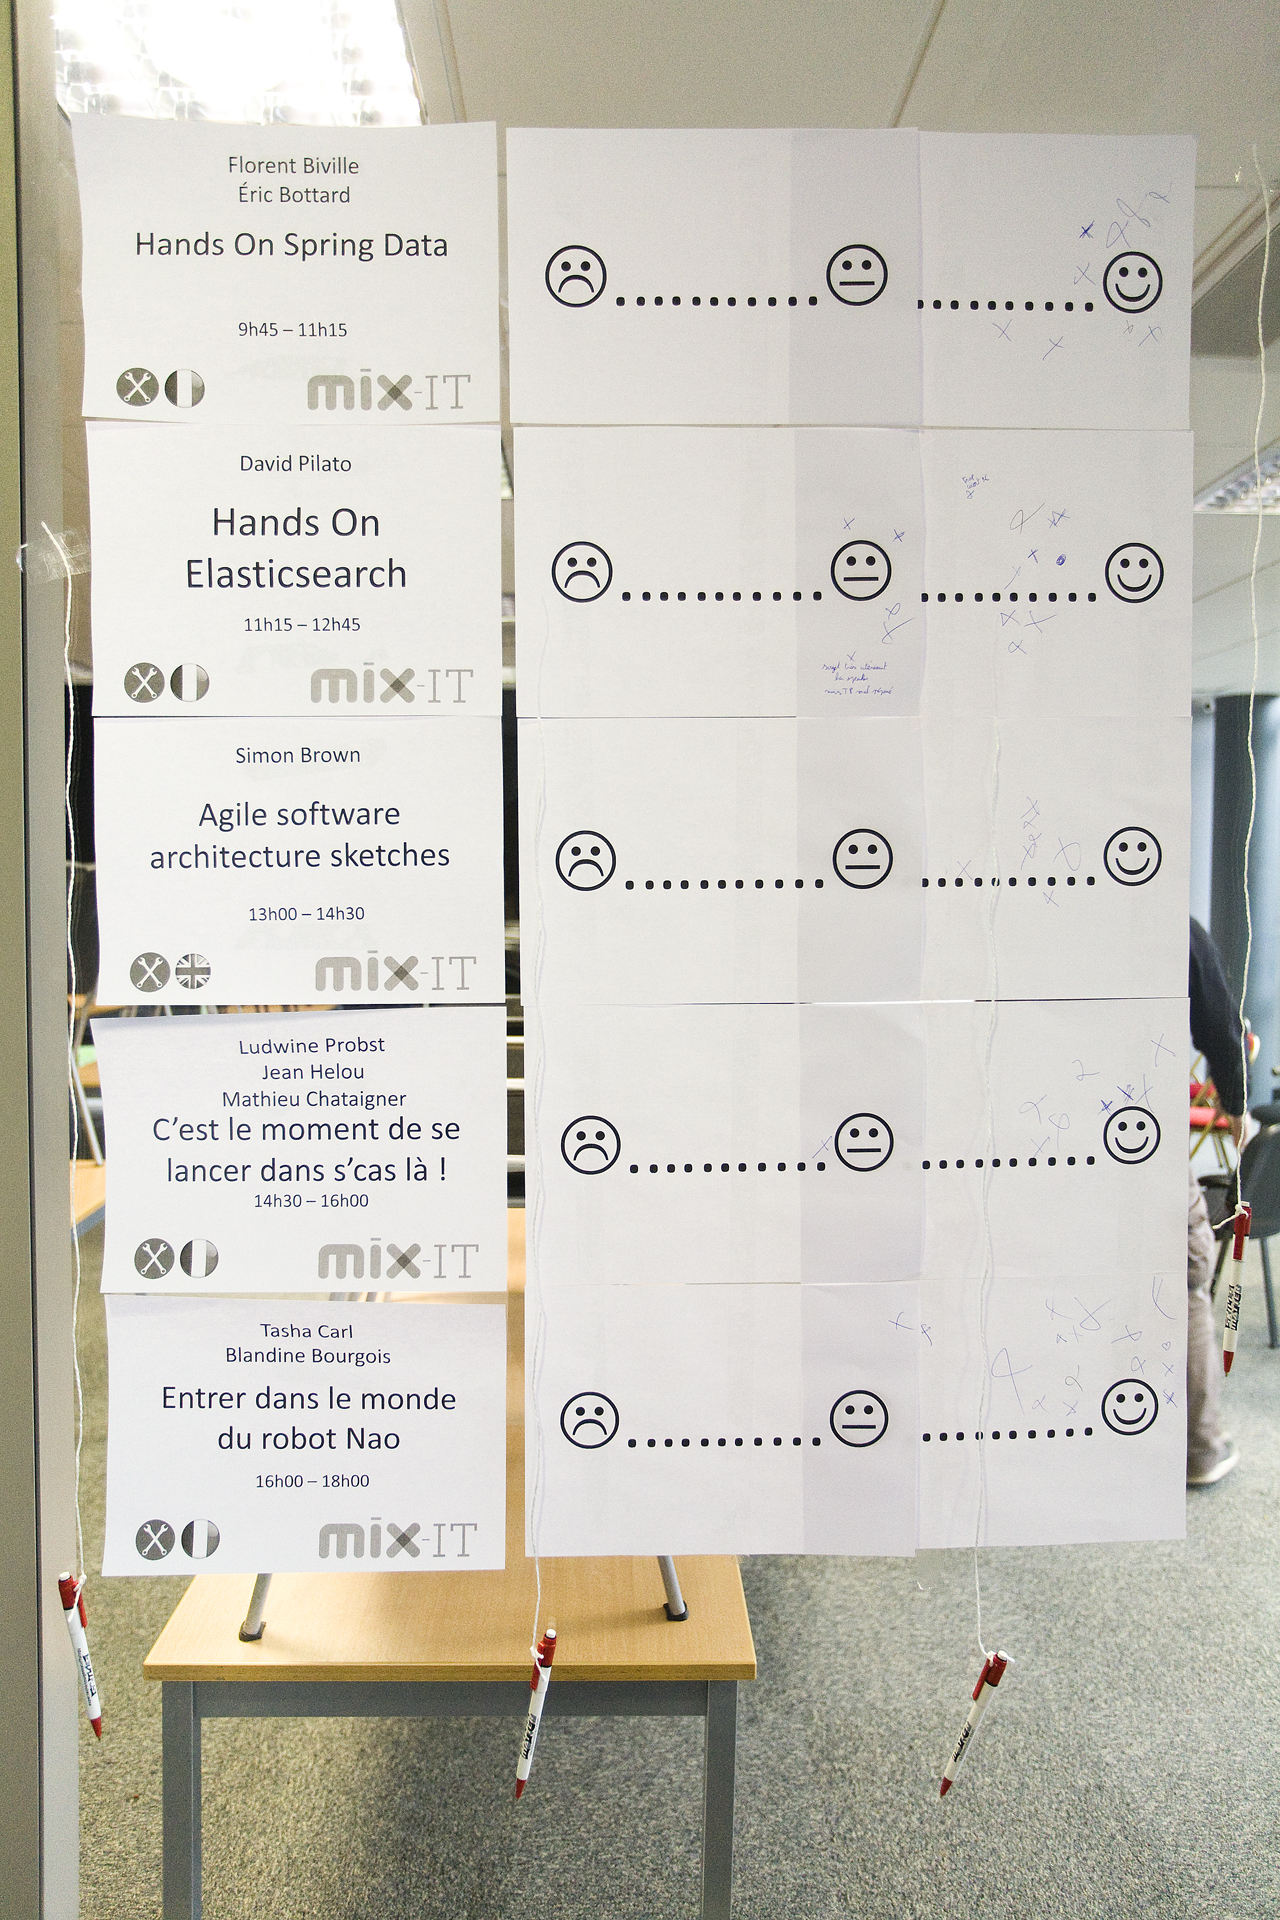 Florent Biville
Éric Bottard
Hands On Spring Data
9h45 – 11h15
mix-IT
David Pilato
Hands On
Elasticsearch
11h15 – 12h45
mix-IT
Simon Brown
Agile software
architecture sketches
13h00 – 14h30
mix-IT
Ludwine Probst
Jean Helou
Mathieu Chataigner
C’est le moment de se
lancer dans s’cas là !
14h30 – 16h00
mix-IT
Tasha Carl
Blandine Bourgois
Entrer dans le monde
du robot Nao
16h00 – 18h00
mix-IT